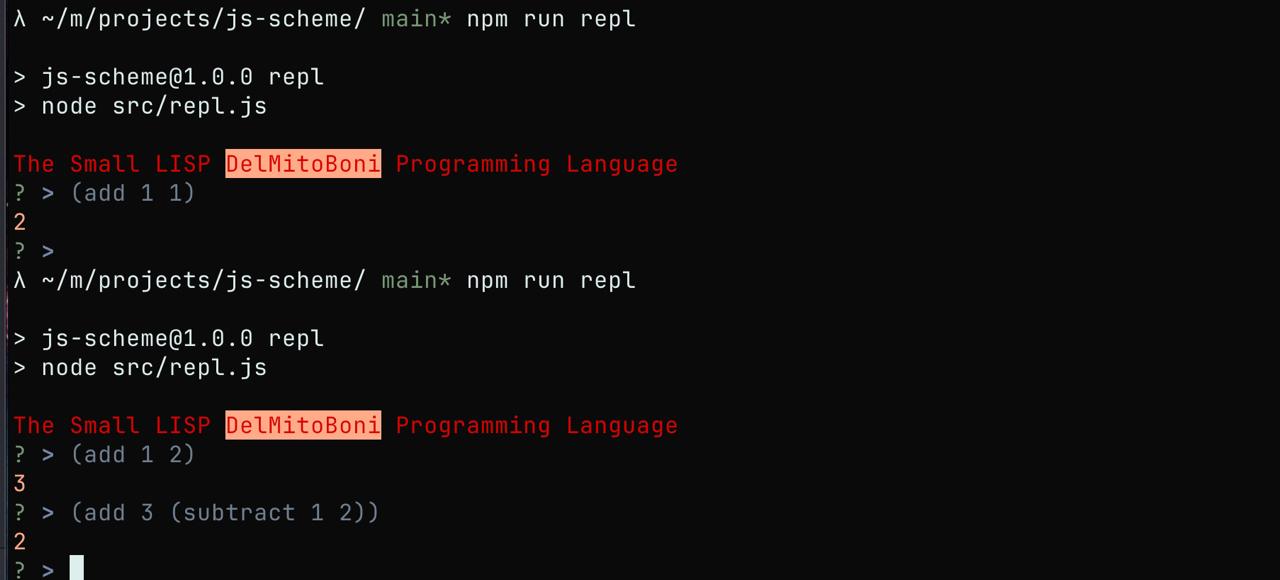 λ ~/m/projects/js-scheme/ main* npm run repl
> js-scheme@1.0.0 repl
> node src/repl.js
The Small LISP DelMitoBoni Programming Language
? > (add 1 1)
2
? >
λ ~/m/projects/js-scheme/ main* npm run repl
> js-scheme@1.0.0 repl
> node src/repl.js
The Small LISP DelMitoBoni Programming Language
? > (add 1 2)
3
? > (add 3 (subtract 1 2))
2
? >